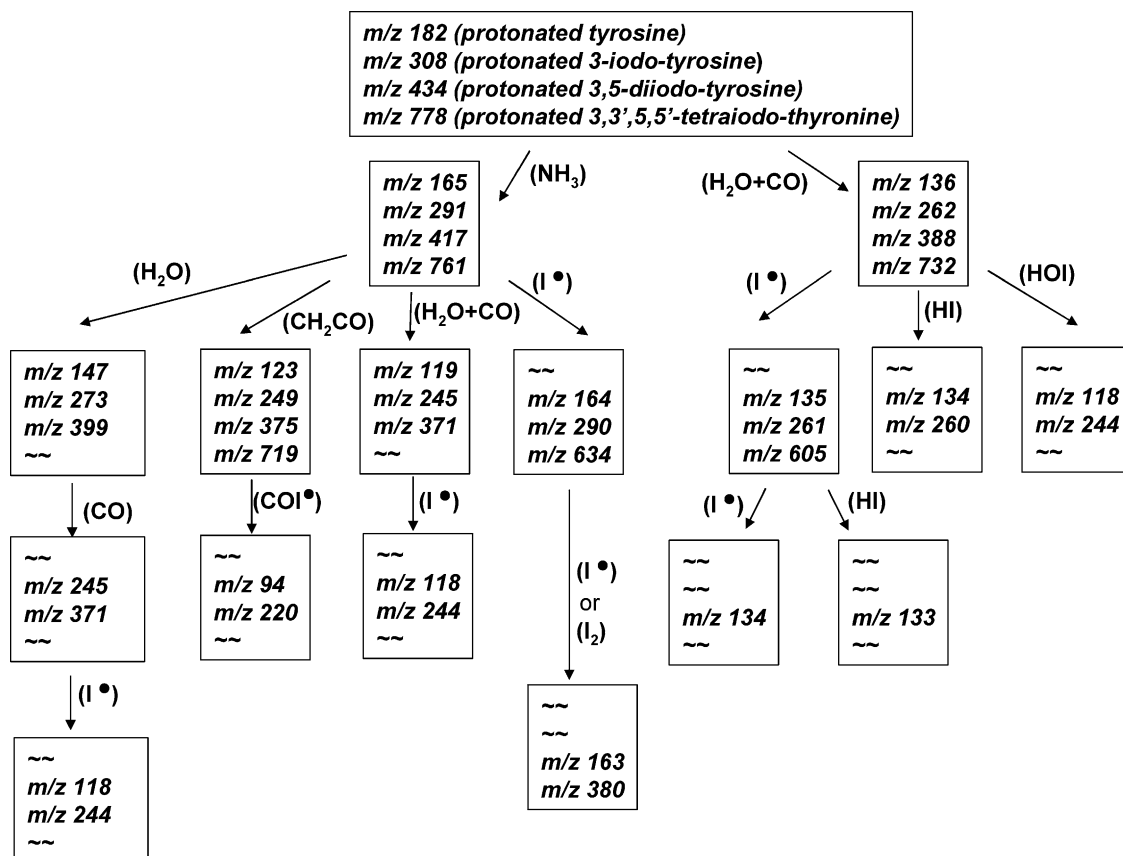 m/z 182 (protonated tyrosine)
m/z 308 (protonated 3-iodo-tyrosine)
m/z 434 (protonated 3,5-diiodo-tyrosine)
m/z 778 (protonated 3,3',5,5'-tetraiodo-thyronine)
(NH₃)
(H₂O+CO)
m/z 165
m/z 291
m/z 417
m/z 761
m/z 136
m/z 262
m/z 388
m/z 732
(H₂O)
(CH₂CO)
(H₂O+CO)
(I●)
(I●)
(HI)
(HOI)
m/z 147
m/z 273
m/z 399
~~
m/z 123
m/z 249
m/z 375
m/z 719
m/z 119
m/z 245
m/z 371
~~
~~
m/z 164
m/z 290
m/z 634
~~
m/z 135
m/z 261
m/z 605
~~
m/z 134
m/z 260
~~
~~
m/z 118
m/z 244
~~
(CO)
(COI●)
(I●)
(I●)
or
(I₂)
(I●)
(HI)
~~
m/z 245
m/z 371
~~
~~
m/z 94
m/z 220
~~
~~
m/z 118
m/z 244
~~
~~
~~
m/z 134
~~
~~
~~
m/z 133
~~
(I●)
~~
~~
m/z 163
m/z 380
~~
m/z 118
m/z 244
~~